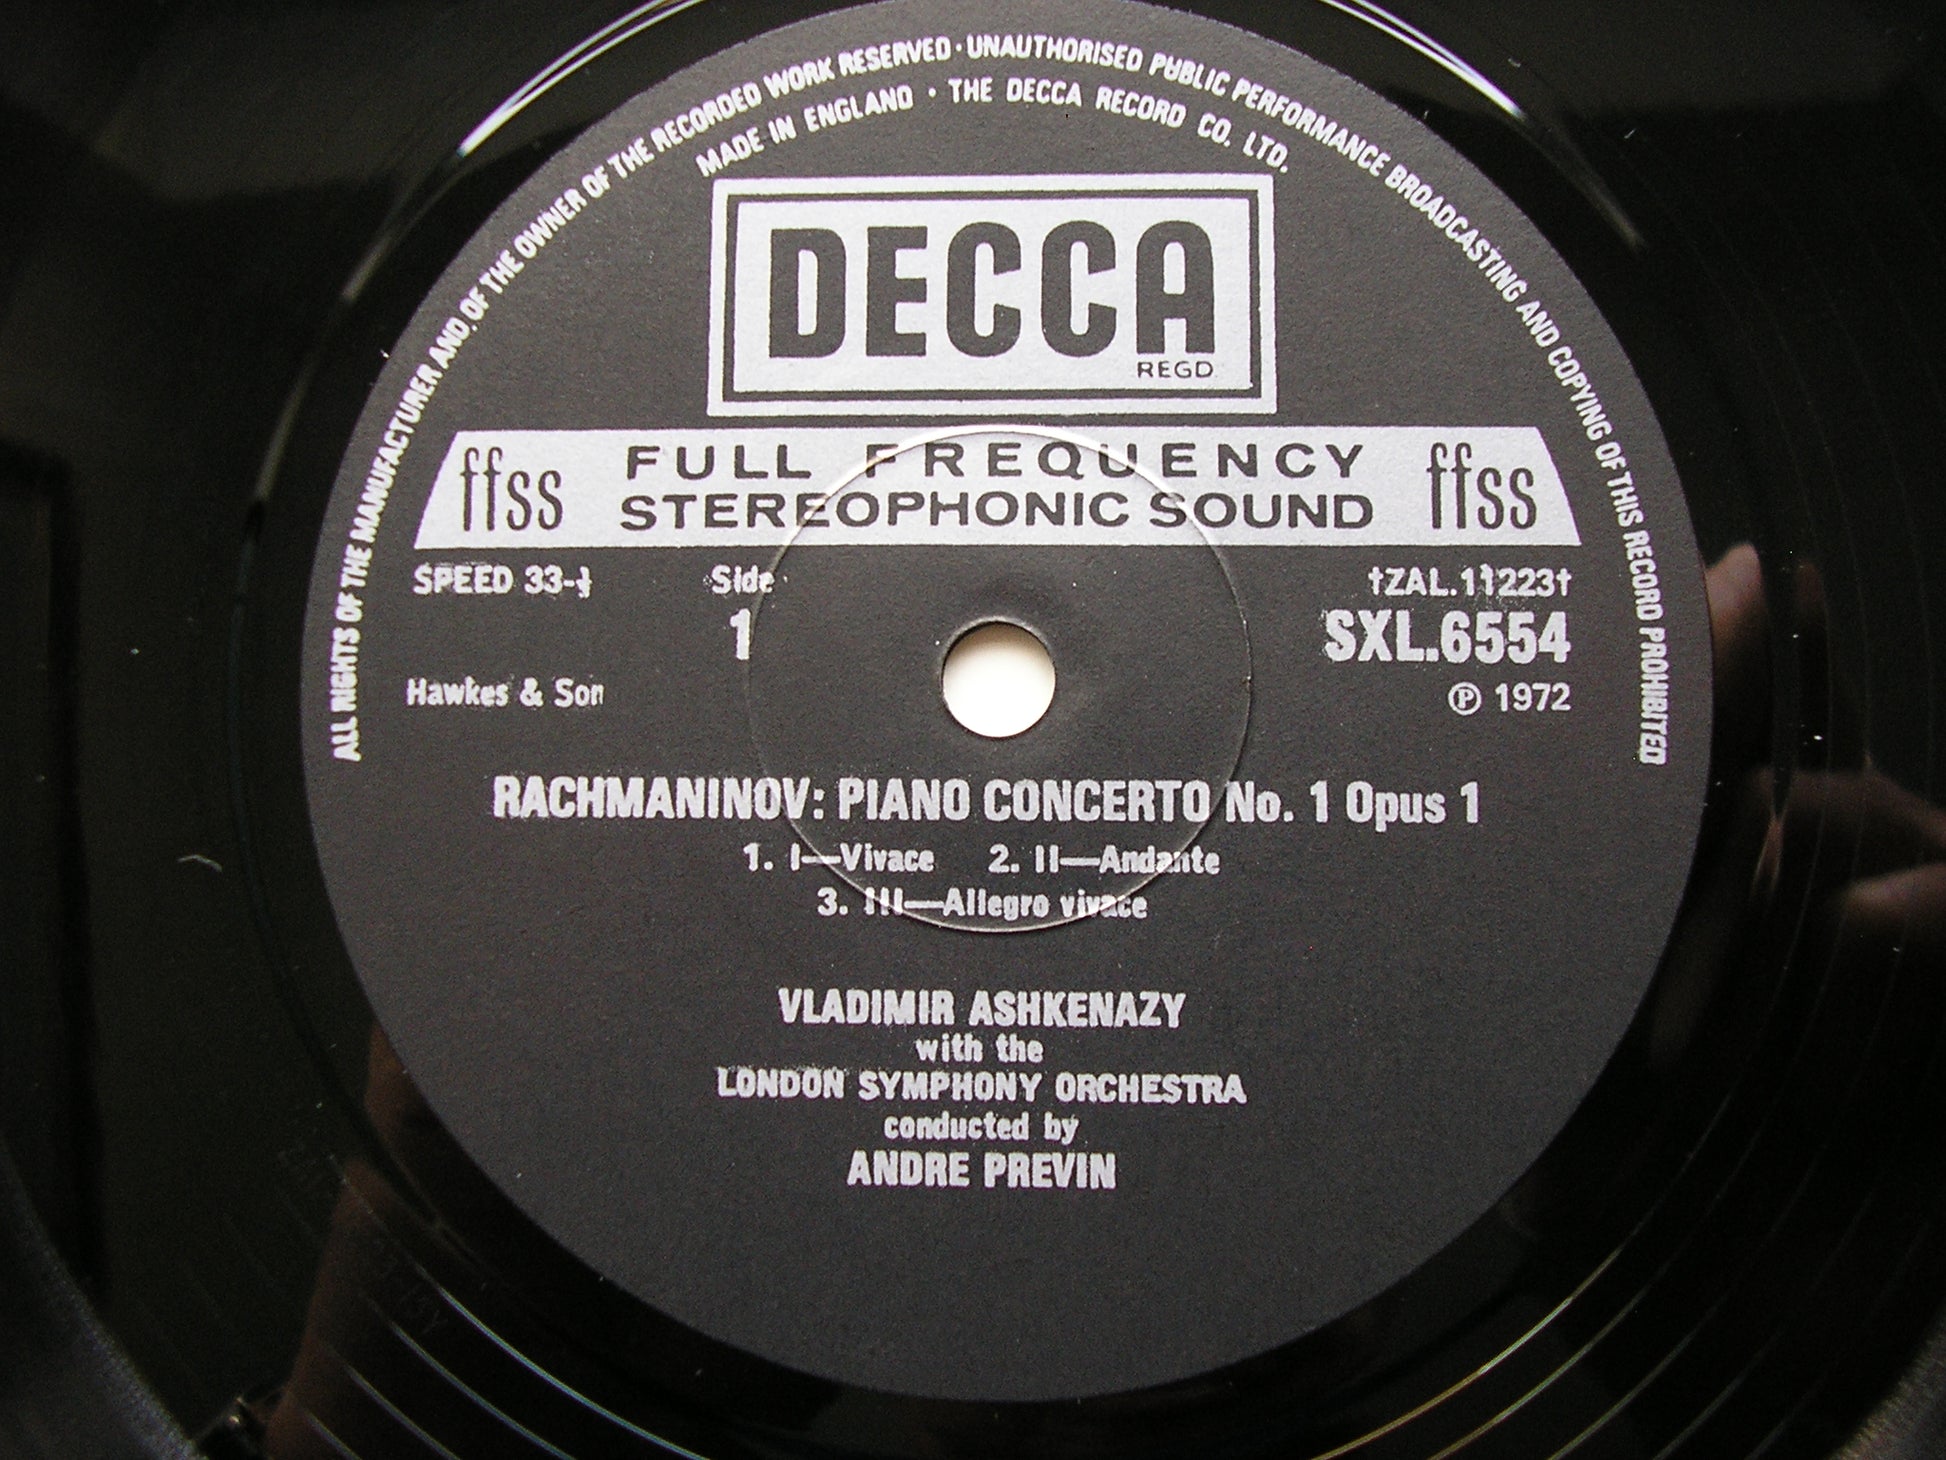 ALL RIGHTS OF THE MANUFACTURER AND OF THE OWNER OF THE RECORDED WORK RESERVED · UNAUTHORISED PUBLIC PERFORMANCE BROADCASTING AND COPYING OF THIS RECORD PROHIBITED
MADE IN ENGLAND · THE DECCA RECORD CO. LTD.
DECCA
REGD
ffss FULL FREQUENCY ffss
STEREOPHONIC SOUND
SPEED 33-⅓ Side †ZAL.11223†
1 SXL.6554
Hawkes & Son ℗ 1972
RACHMANINOV: PIANO CONCERTO No. 1 Opus 1
1. I—Vivace 2. II—Andante
3. III—Allegro vivace
VLADIMIR ASHKENAZY
with the
LONDON SYMPHONY ORCHESTRA
conducted by
ANDRE PREVIN